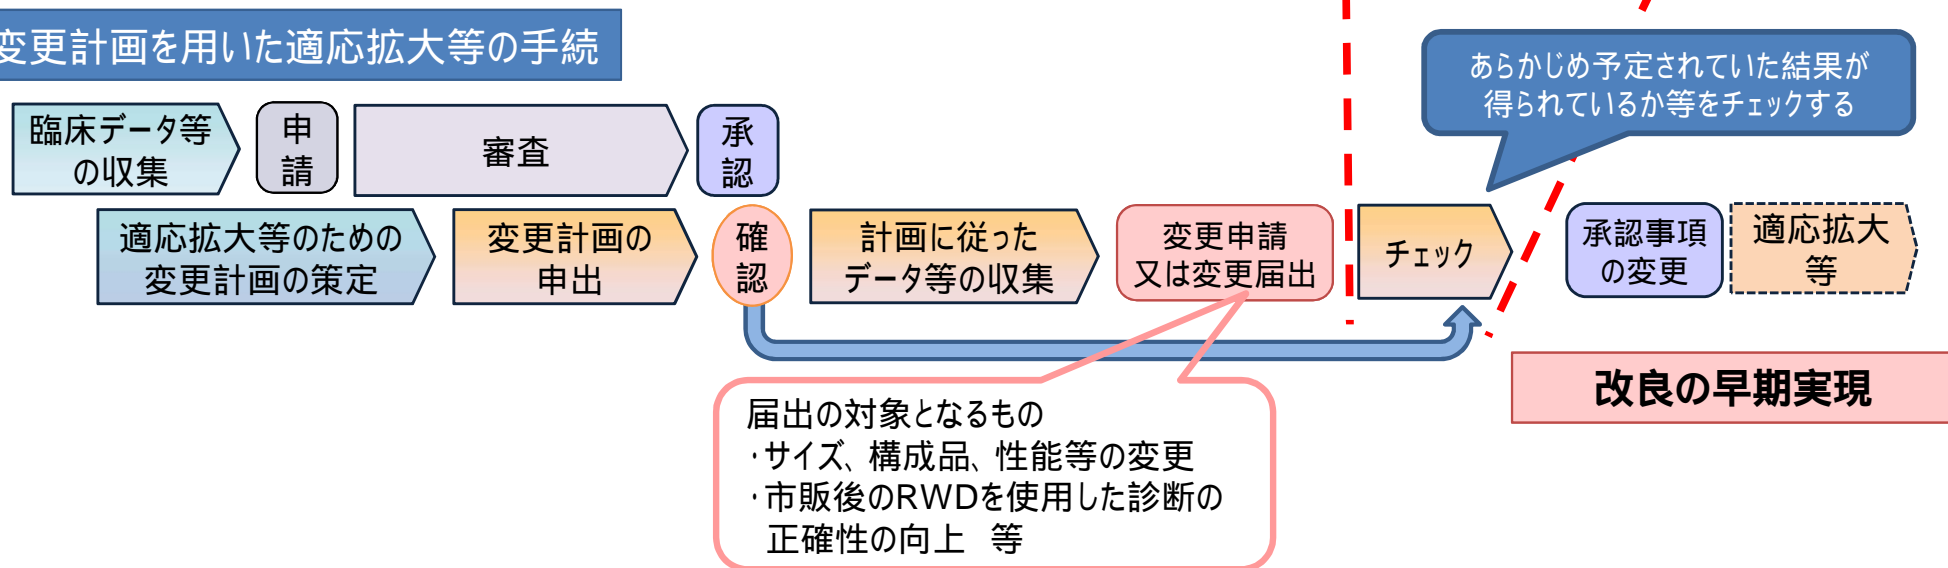 変更計画を用いた適応拡大等の手続
あらかじめ予定されていた結果が
得られているか等をチェックする
臨床データ等
の収集
申
請
審査
承
認
適応拡大等のための
変更計画の策定
変更計画の
申出
確
認
計画に従った
データ等の収集
変更申請
又は変更届出
チェック
承認事項
の変更
適応拡大
等
改良の早期実現
届出の対象となるもの
・サイズ、構成品、性能等の変更
・市販後のRWDを使用した診断の
正確性の向上 等